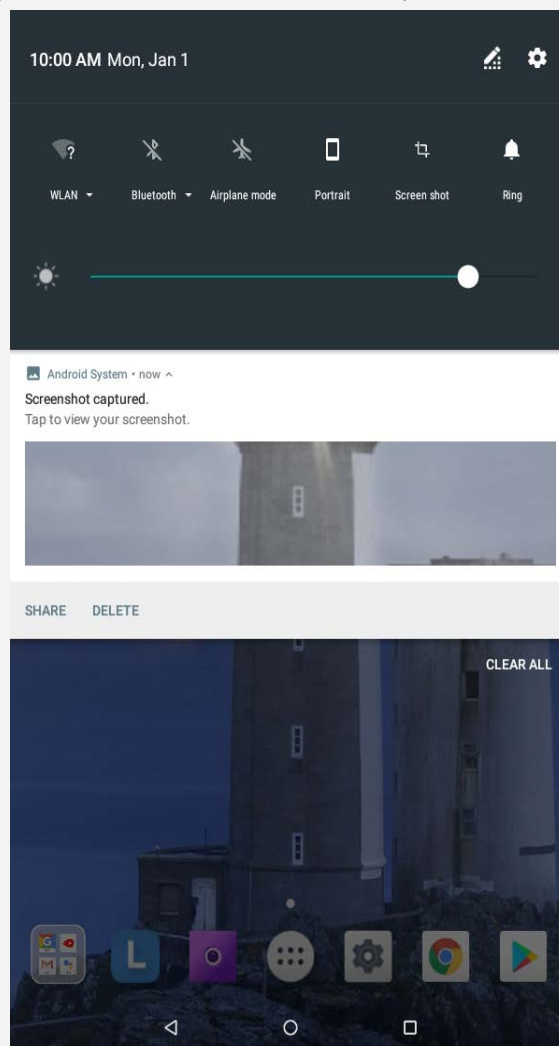 10:00 AM Mon, Jan 1
WLAN Bluetooth Airplane mode Portrait Screen shot Ring
Android System • now
Screenshot captured.
Tap to view your screenshot.
SHARE DELETE
CLEAR ALL
L